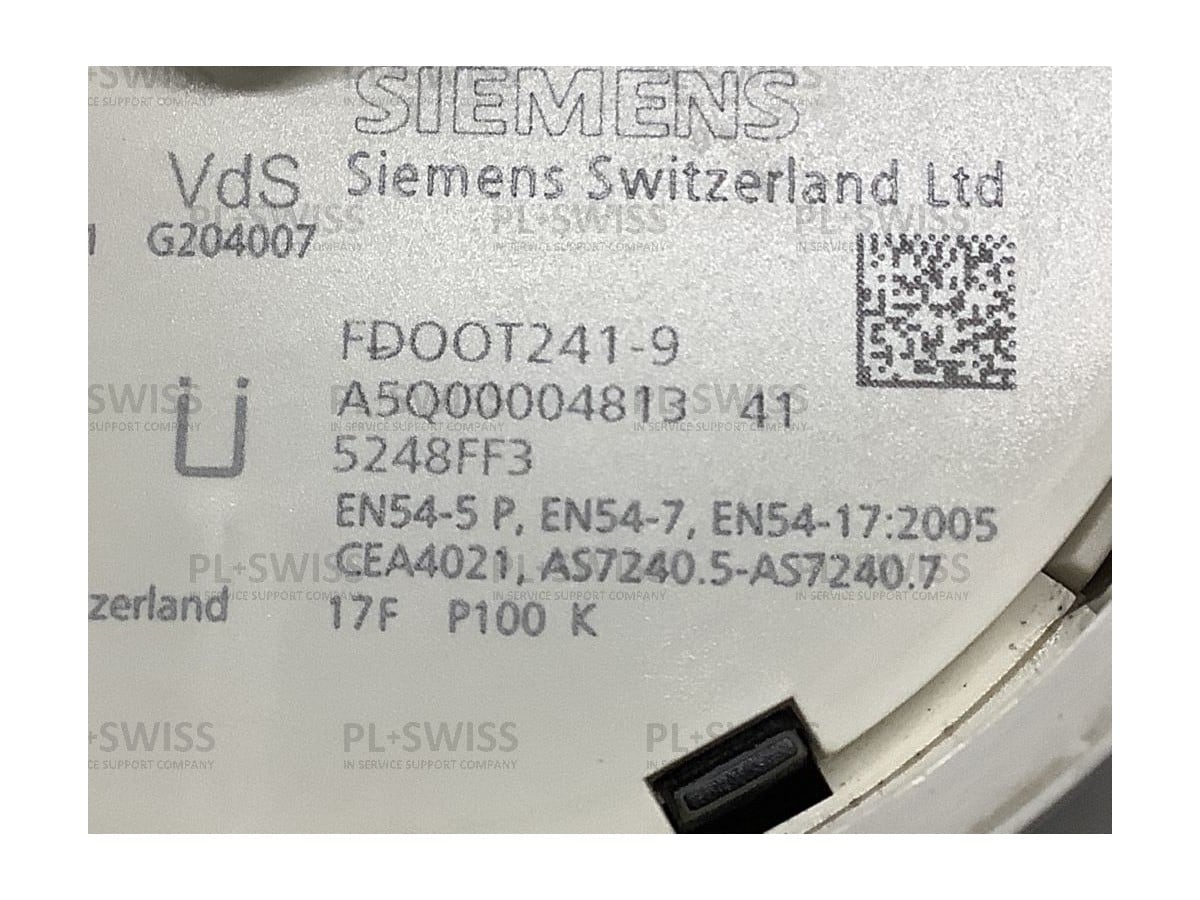 SIEMENS
VdS Siemens Switzerland Ltd
1 G204007
FDOOT241-9
A5Q00004813 41
Ü
5248FF3
EN54-5 P, EN54-7, EN54-17:2005
CEA4021, AS7240.5-AS7240.7
zerland 17F P100 K
PL+SWISS
IN SERVICE SUPPORT COMPANY